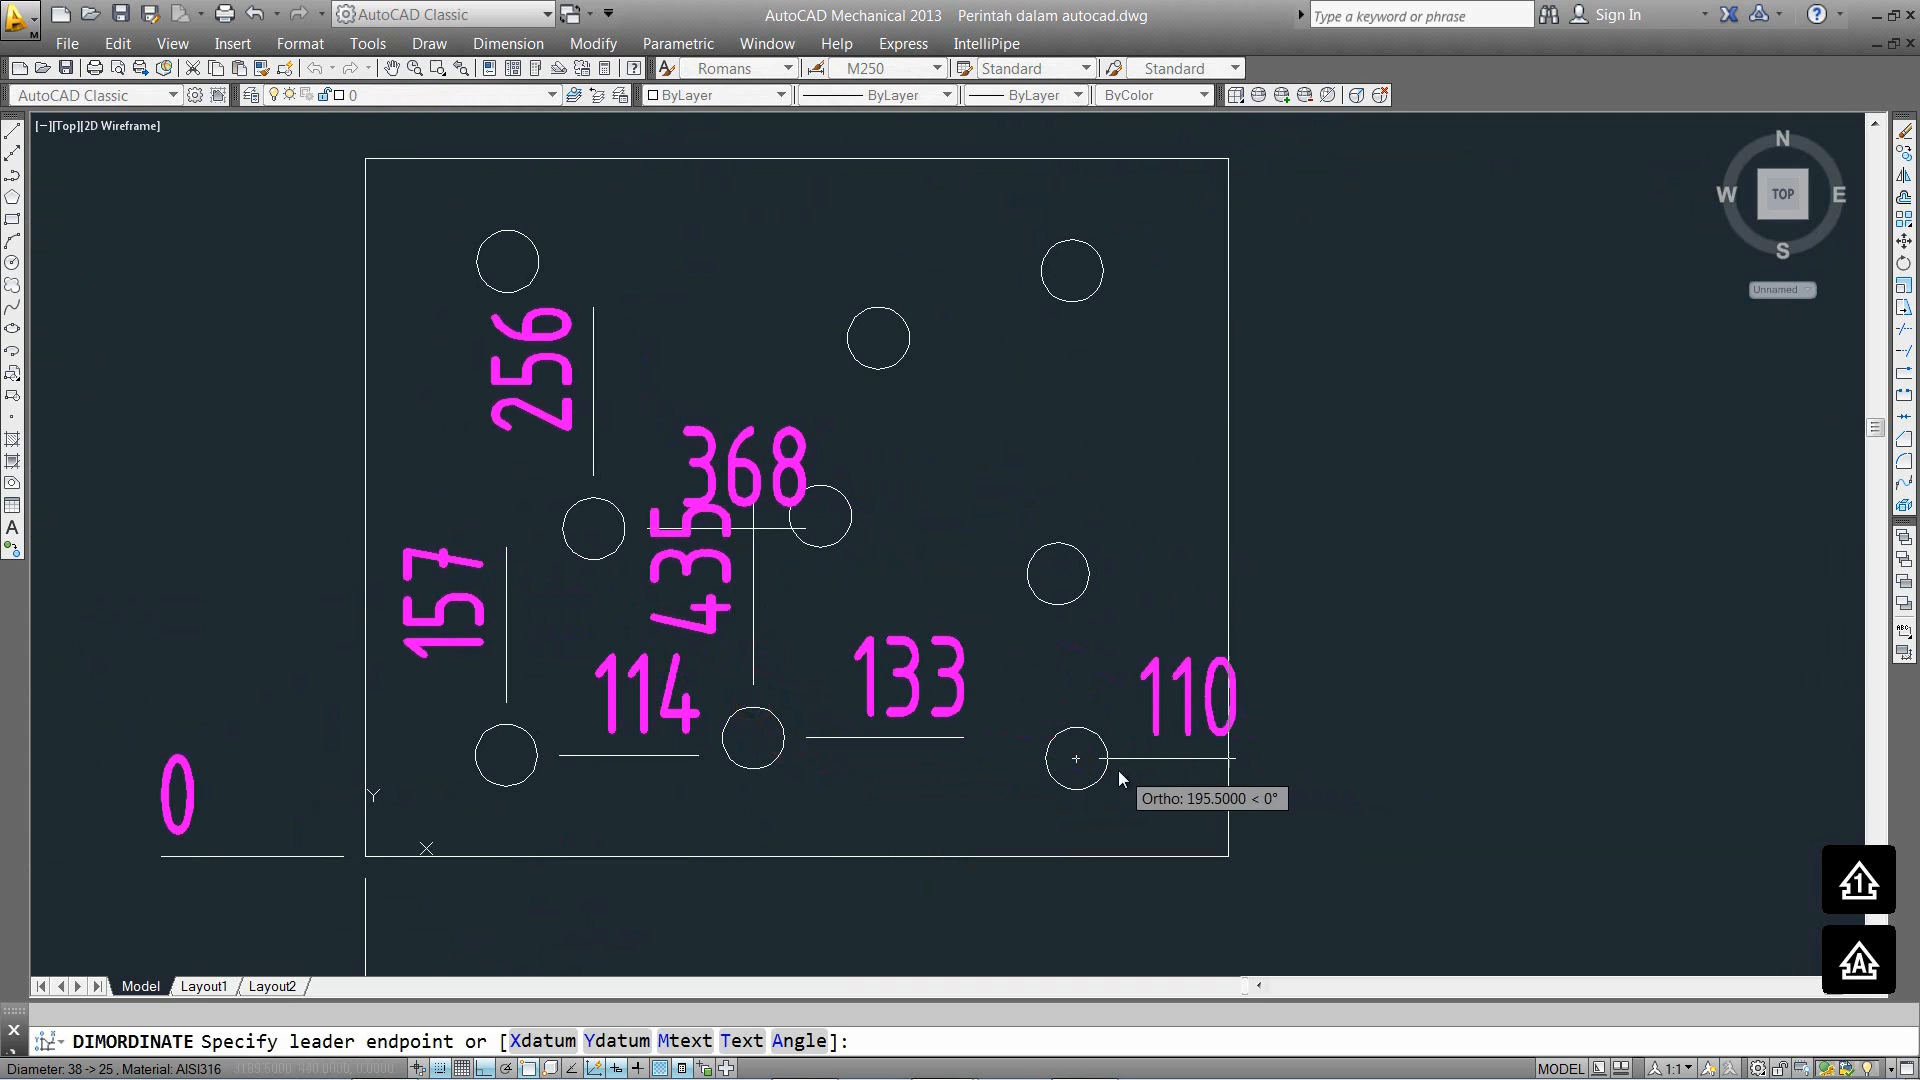 AutoCAD Classic
AutoCAD Mechanical 2013 Perintah dalam autocad.dwg
Type a keyword or phrase
Sign In
M
File Edit View Insert Format Tools Draw Dimension Modify Parametric Window Help Express IntelliPipe
Romans M250 Standard Standard
AutoCAD Classic 0 ByLayer ByLayer ByLayer ByColor
[−][Top][2D Wireframe]
N
W TOP E
S
Unnamed
256
368
435
157
114
133
110
0
Y
X
Ortho: 195.5000 < 0°
1
A
Model Layout1 Layout2
DIMORDINATE Specify leader endpoint or [Xdatum Ydatum Mtext Text Angle]:
Diameter: 38 -> 25 , Material: AISI316
MODEL 1:1
A